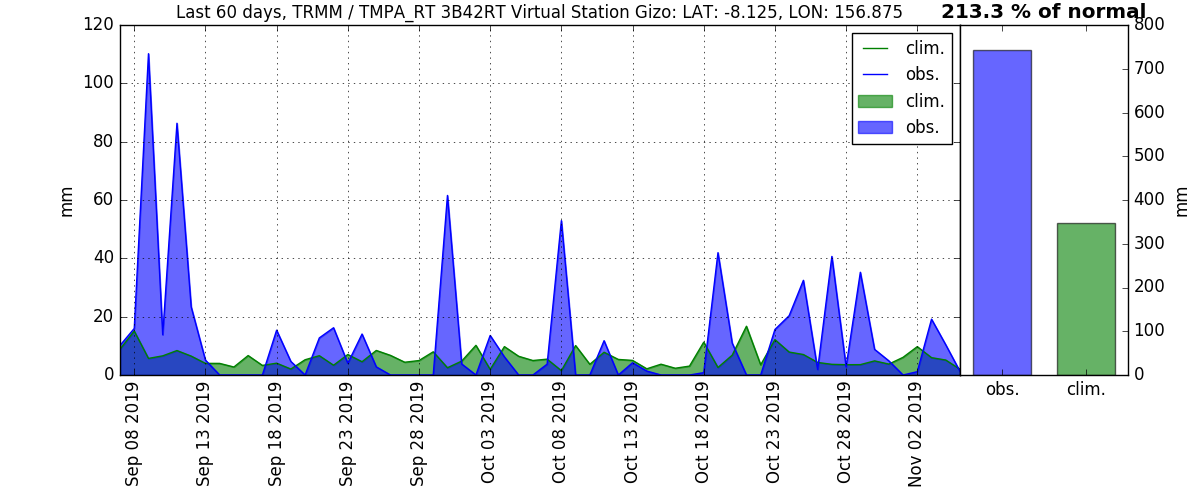 Last 60 days, TRMM / TMPA_RT 3B42RT Virtual Station Gizo: LAT: -8.125, LON: 156.875
213.3 % of normal
120
100
80
60
40
20
0
mm
clim.
obs.
clim.
obs.
800
700
600
500
400
300
200
100
0
mm
Sep 08 2019
Sep 13 2019
Sep 18 2019
Sep 23 2019
Sep 28 2019
Oct 03 2019
Oct 08 2019
Oct 13 2019
Oct 18 2019
Oct 23 2019
Oct 28 2019
Nov 02 2019
obs.
clim.